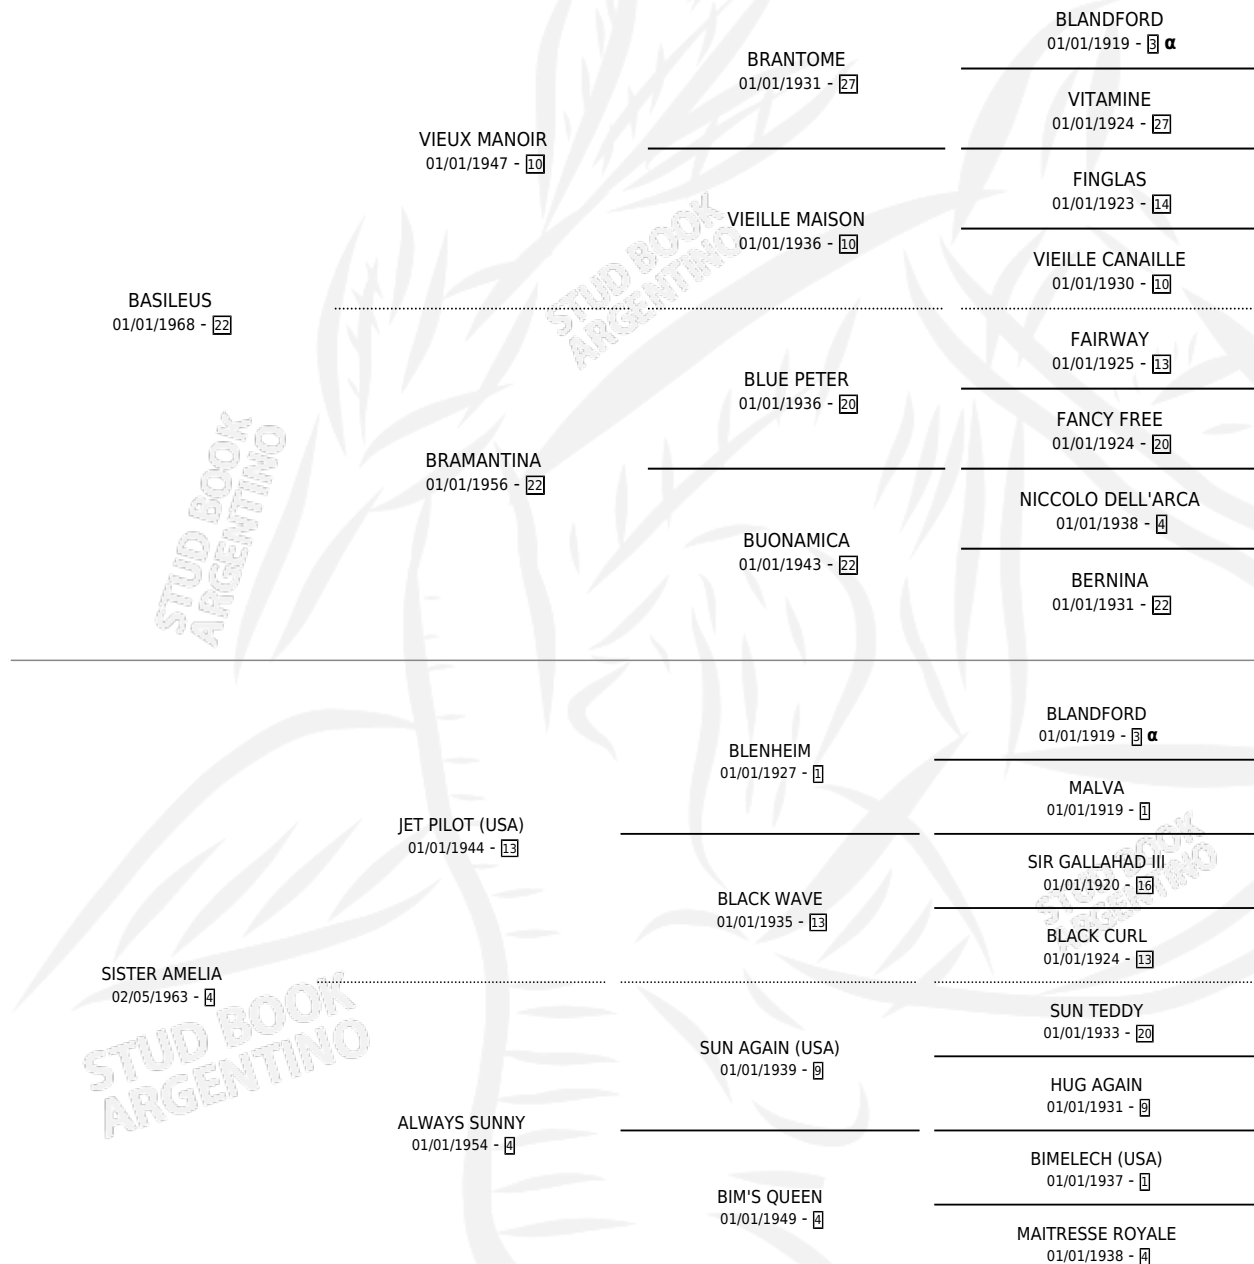 BLANDFORD
01/01/1919 - 3 α
BRANTOME
01/01/1931 - 27
VITAMINE
01/01/1924 - 27
VIEUX MANOIR
01/01/1947 - 10
FINGLAS
01/01/1923 - 14
VIEILLE MAISON
01/01/1936 - 10
VIEILLE CANAILLE
01/01/1930 - 10
BASILEUS
01/01/1968 - 22
FAIRWAY
01/01/1925 - 13
BLUE PETER
01/01/1936 - 20
FANCY FREE
01/01/1924 - 20
BRAMANTINA
01/01/1956 - 22
NICCOLO DELL'ARCA
01/01/1938 - 4
BUONAMICA
01/01/1943 - 22
BERNINA
01/01/1931 - 22
STUD BOOK
ARGENTINO
STUD BOOK
ARGENTINO
BLANDFORD
01/01/1919 - 3 α
BLENHEIM
01/01/1927 - 1
MALVA
01/01/1919 - 1
JET PILOT (USA)
01/01/1944 - 13
SIR GALLAHAD III
01/01/1920 - 16
BLACK WAVE
01/01/1935 - 13
BLACK CURL
01/01/1924 - 13
SISTER AMELIA
02/05/1963 - 4
SUN TEDDY
01/01/1933 - 20
SUN AGAIN (USA)
01/01/1939 - 9
HUG AGAIN
01/01/1931 - 9
ALWAYS SUNNY
01/01/1954 - 4
BIMELECH (USA)
01/01/1937 - 1
BIM'S QUEEN
01/01/1949 - 4
MAITRESSE ROYALE
01/01/1938 - 4
STUD BOOK
ARGENTINO
STUD BOOK
ARGENTINO